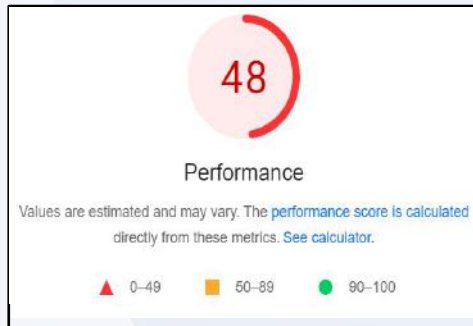 48
Performance
Values are estimated and may vary. The performance score is calculated
directly from these metrics. See calculator.
0–49 50–89 90–100